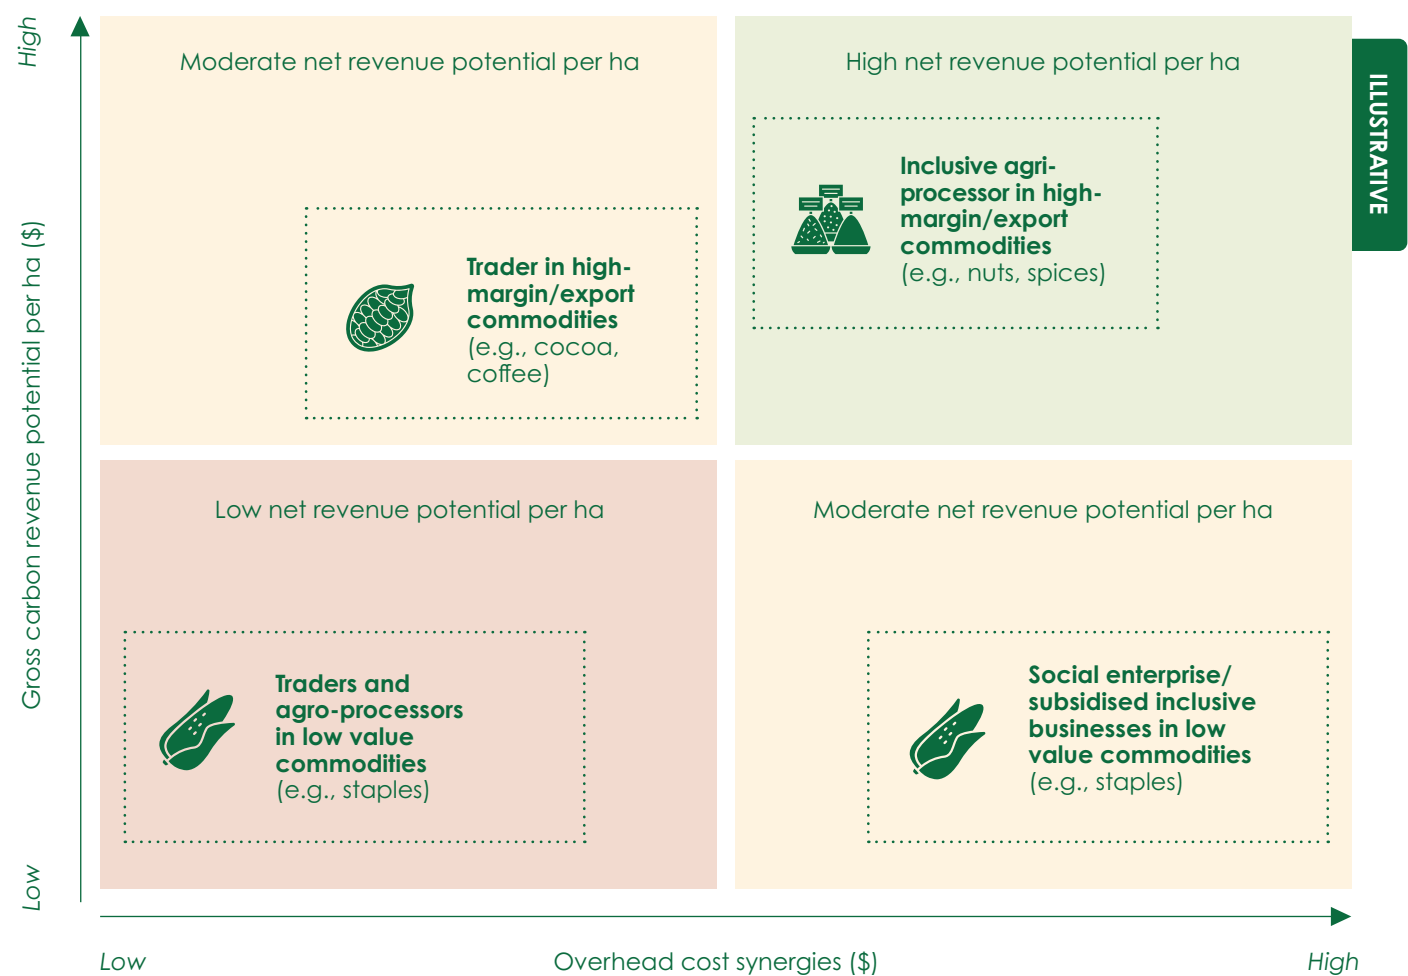 High
Gross carbon revenue potential per ha ($)
Low
Moderate net revenue potential per ha
Trader in high-
margin/export
commodities
(e.g., cocoa,
coffee)
High net revenue potential per ha
Inclusive agri-
processor in high-
margin/export
commodities
(e.g., nuts, spices)
ILLUSTRATIVE
Low net revenue potential per ha
Traders and
agro-processors
in low value
commodities
(e.g., staples)
Moderate net revenue potential per ha
Social enterprise/
subsidised inclusive
businesses in low
value commodities
(e.g., staples)
Low
Overhead cost synergies ($)
High